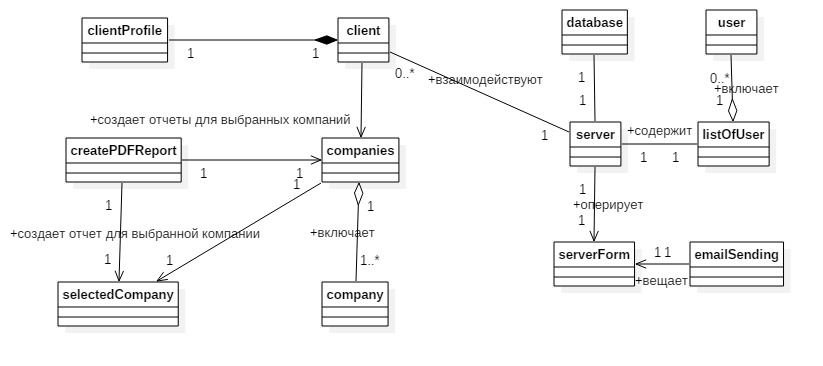 clientProfile
client
database
user
1
1
0..*
+взаимодействуют
1
0..*
+включает
1
1
+создает отчеты для выбранных компаний
1
server
+содержит
listOfUser
createPDFReport
companies
1
1
1
1
1
1
1
1
+оперирует
+создает отчет для выбранной компании
+включает
1
1
1
1..*
serverForm
1 1
emailSending
+вещает
selectedCompany
company